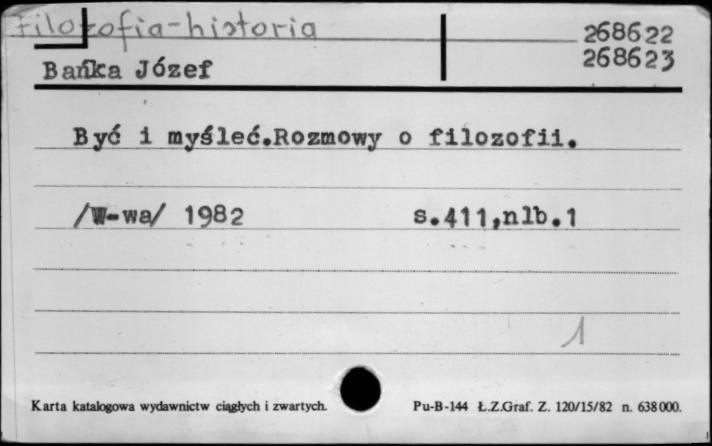 filozofia-historia
268622
268623
Bańka Józef
Być i myśleć.Rozmowy o filozofii.
/W-wa/ 1982 s.411,nlb.1
1
Karta katalogowa wydawnictw ciągłych i zwartych. Pu-B-144 Ł.Z.Graf. Z. 120/15/82 n. 638000.